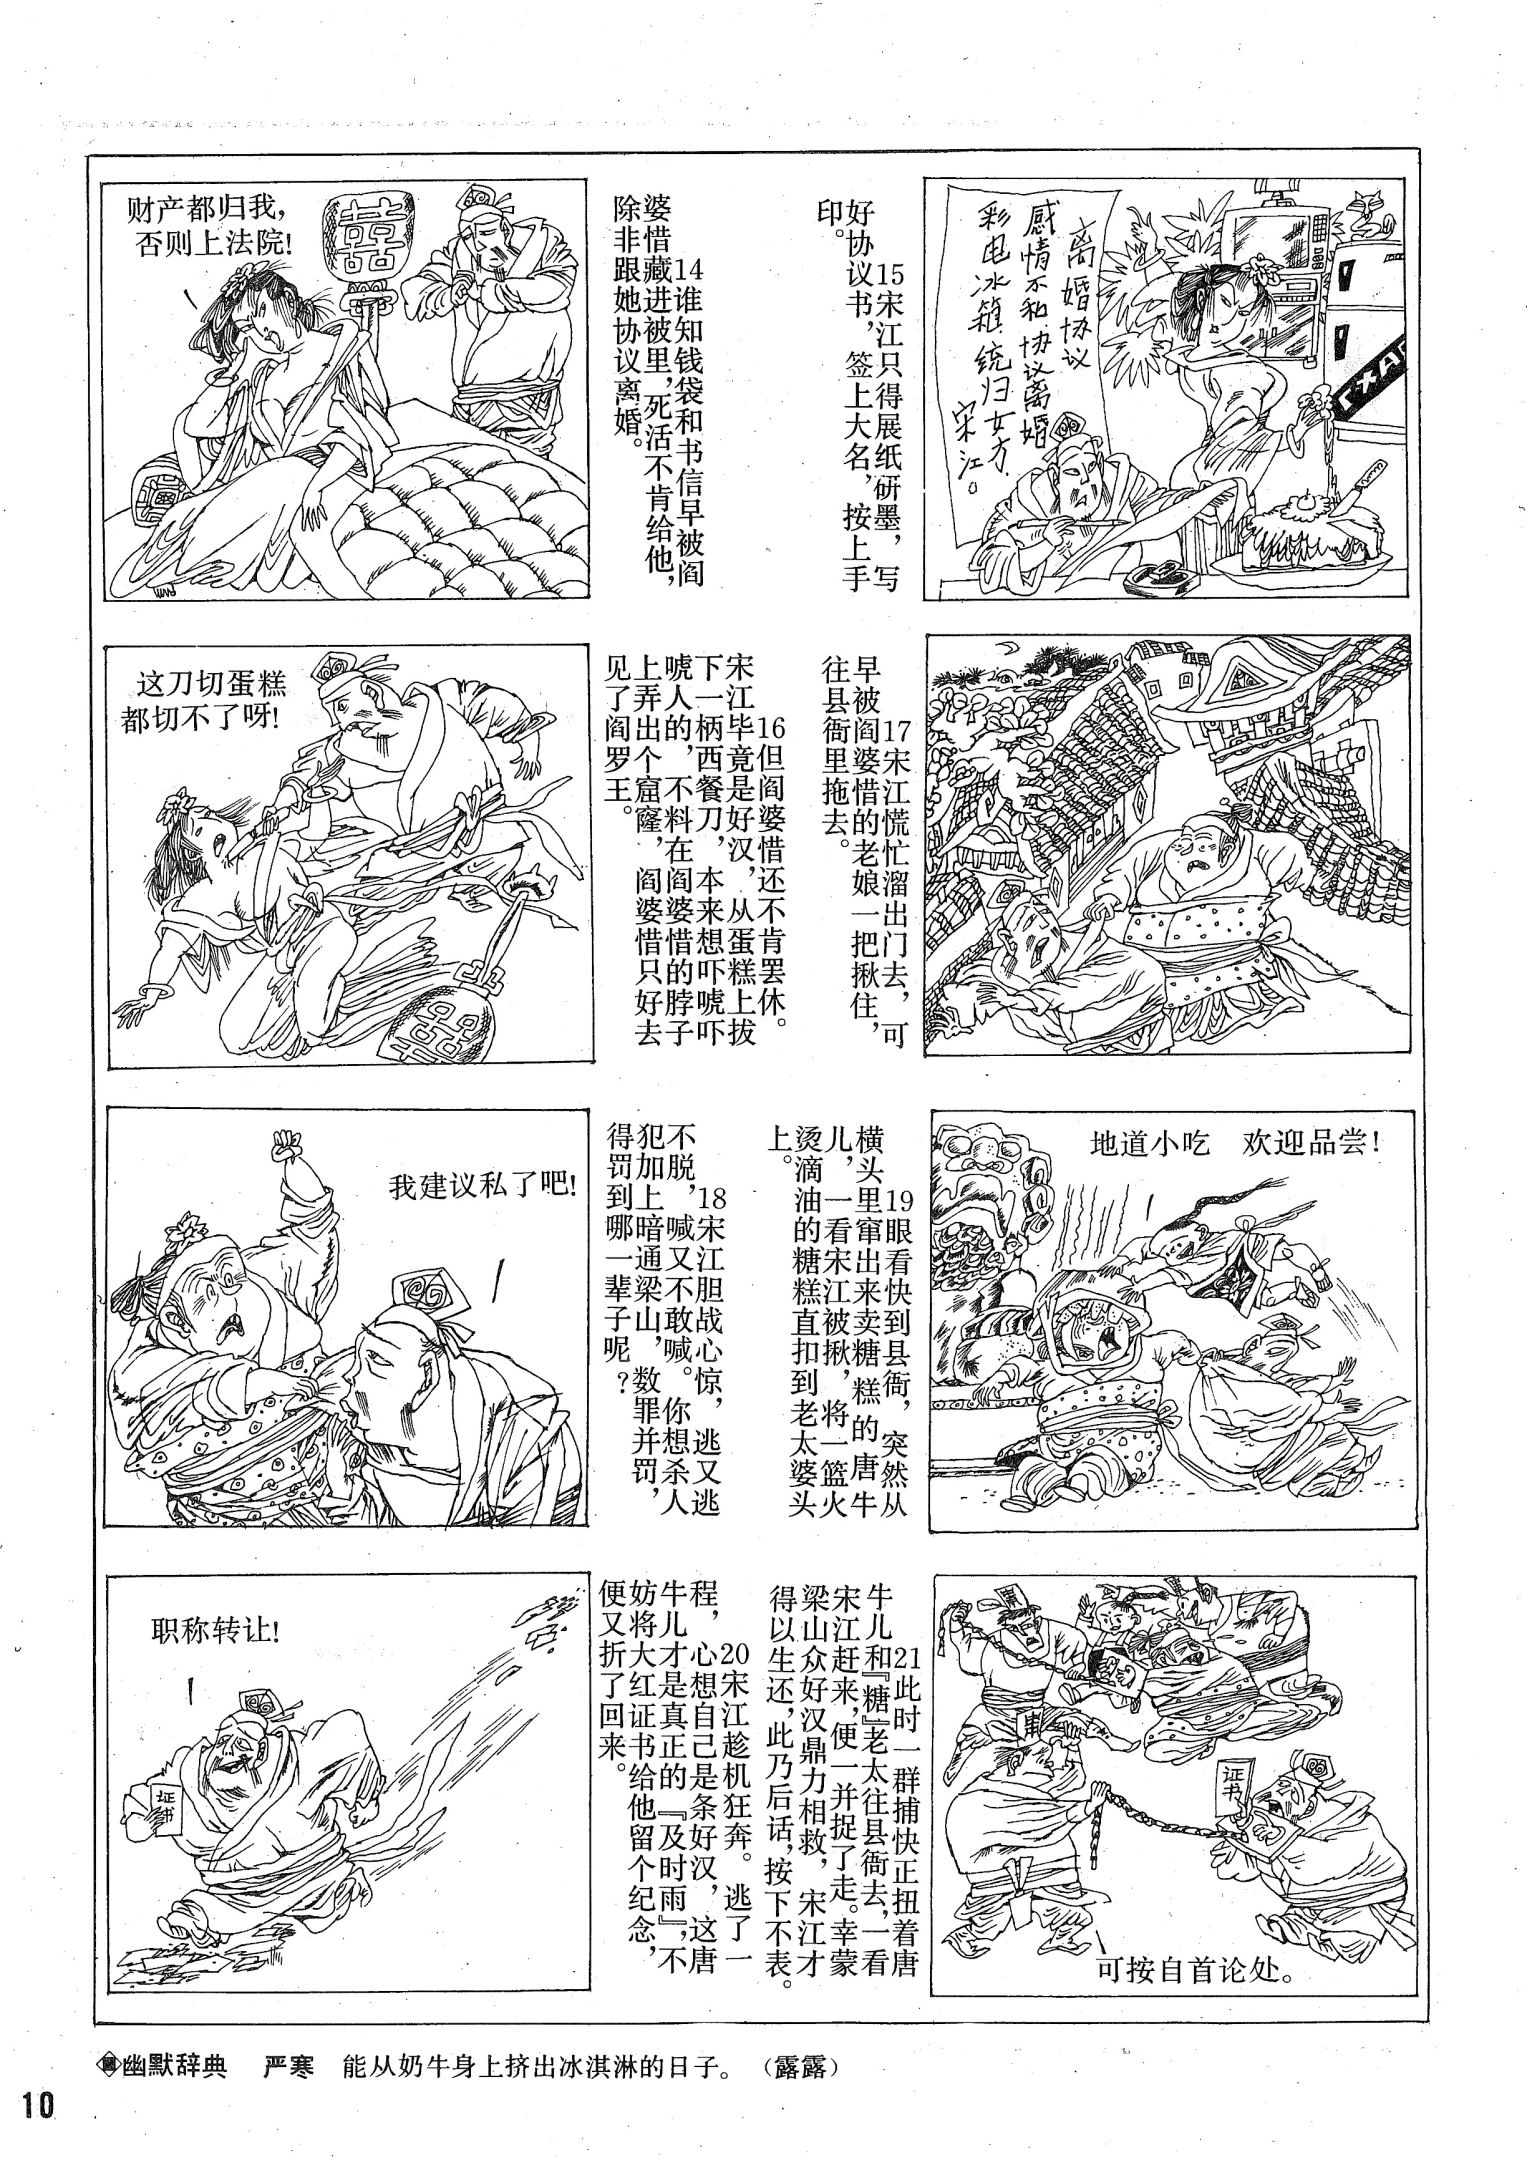 财产都归我，
否则上法院！
14谁知钱袋和书信早被阎
婆惜藏进被里，死活不肯给他，
除非跟她协议离婚。
15宋江只得展纸研墨，写
好协议书，签上大名，按上手
印。
离婚协议
感情不和协议离婚
彩电冰箱统归女方.
宋江。
这刀切蛋糕
都切不了呀！
16但阎婆惜还不肯罢休。
宋江毕竟是好汉，从蛋糕上拔
下一柄西餐刀，本来想吓唬吓
唬人的，不料在阎婆惜的脖子
上弄出个窟窿，阎婆惜只好去
见了阎罗王。
17宋江慌忙溜出门去，可
早被阎婆惜的老娘一把揪住，
往县衙里拖去。
我建议私了吧！
18宋江胆战心惊，逃又逃
不脱，喊又不敢喊。你想杀人
犯加上暗通梁山，数罪并罚，
得罚到哪一辈子呢？
19眼看快到县衙，突然从
横头里窜出来卖糖糕的唐牛
儿，一看宋江被揪，将一篮火
烫滴油的糖糕直扣到老太婆头
上。
地道小吃 欢迎品尝！
职称转让！
证书
20宋江趁机狂奔。逃了一
程，心想自己是条好汉，这唐
牛儿才是真正的『及时雨』，不
妨将大红证书给他留个纪念，
便又折了回来。
21此时一群捕快正扭着唐
牛儿和『糖』老太往县衙去，一看
宋江赶来，便一并捉了走。幸蒙
梁山众好汉鼎力相救，宋江才
得以生还，此乃后话，按下不表。
证书
可按自首论处。
幽默辞典 严寒 能从奶牛身上挤出冰淇淋的日子。（露露）
10